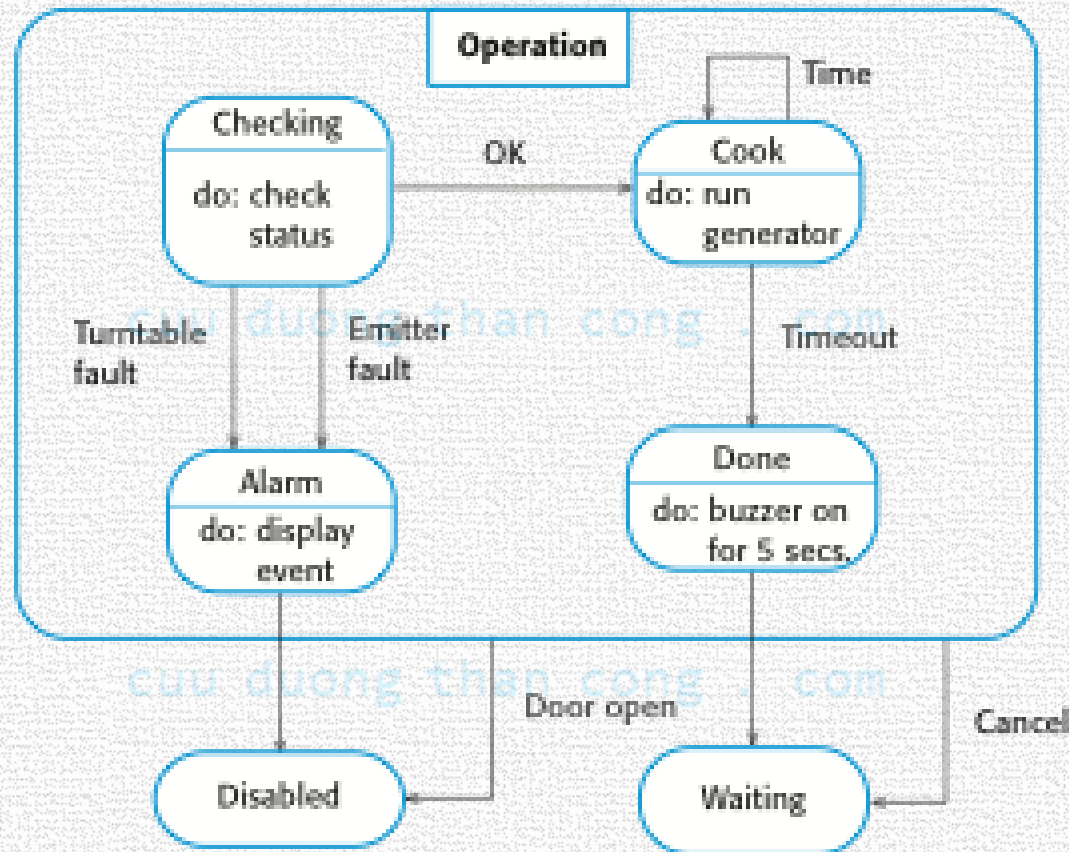 Operation
Time
Checking
OK
Cook
do: check
status
do: run
generator
cuu duong than cong . com
Turntable
fault
Emitter
fault
Timeout
Alarm
do: display
event
Done
do: buzzer on
for 5 secs.
cuu duong than cong . com
Door open
Cancel
Disabled
Waiting